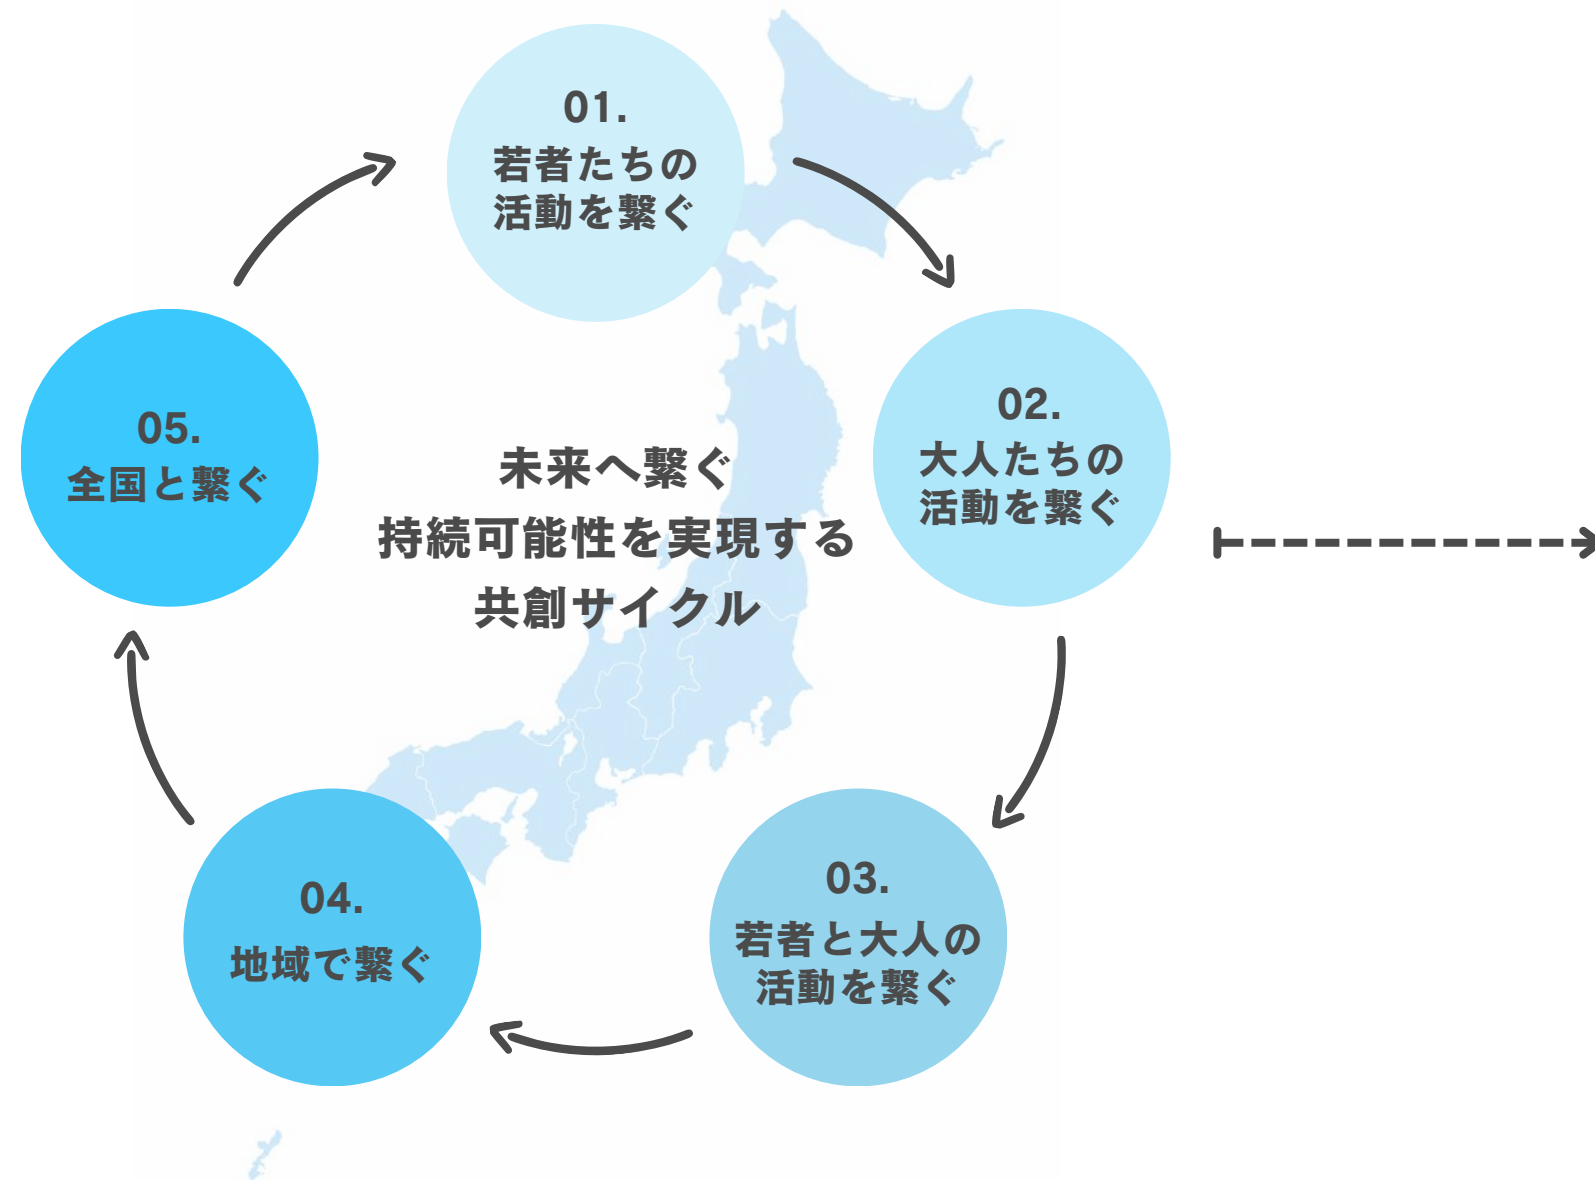 01.
若者たちの
活動を繋ぐ
02.
大人たちの
活動を繋ぐ
03.
若者と大人の
活動を繋ぐ
04.
地域で繋ぐ
05.
全国と繋ぐ
未来へ繋ぐ
持続可能性を実現する
共創サイクル